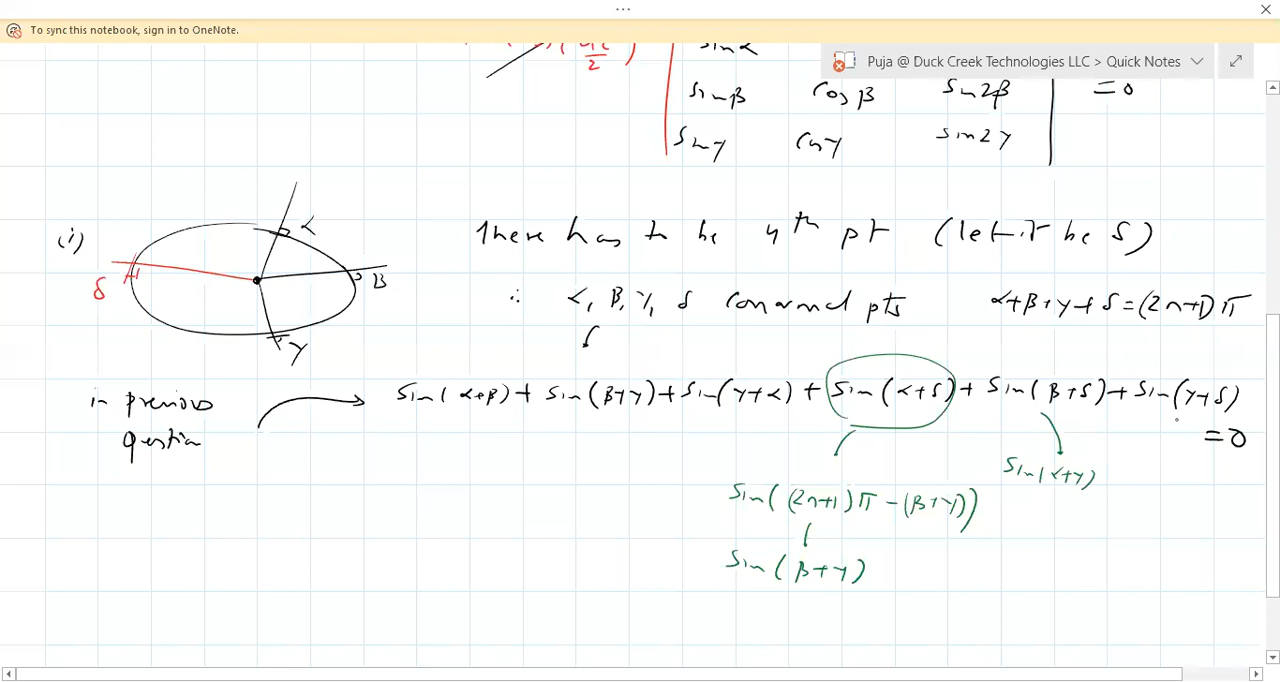 To sync this notebook, sign in to OneNote.
Puja @ Duck Creek Technologies LLC > Quick Notes
sin α
sin β cos β sin 2β = 0
sin γ cos γ sin 2γ
(i) α There has to be 4th pt (let it be δ)
δ β
∴ α, β, γ, δ conormal pts α+β+γ+δ = (2n+1)π
γ
in previous question
sin(α+β) + sin(β+γ) + sin(γ+α) + sin(α+δ) + sin(β+δ) + sin(γ+δ) = 0
sin(α+γ)
sin((2n+1)π - (β+γ))
sin(β+γ)